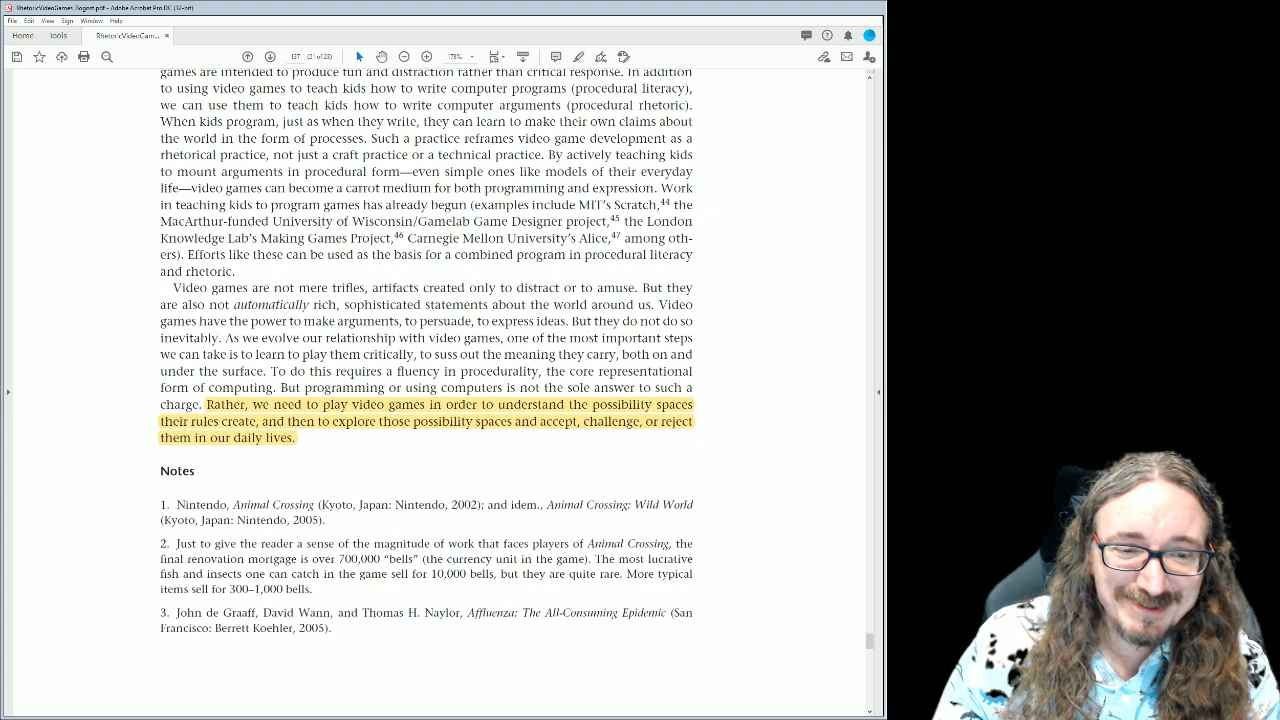 RhetoricVideoGames. Bogost.pdf - Adobe Acrobat Pro DC (32-bit)
File Edit View Sign Window Help
Home Tools RhetoricVideoGam... ×
137 (21 of 23) 178%
games are intended to produce fun and distraction rather than critical response. In addition
to using video games to teach kids how to write computer programs (procedural literacy),
we can use them to teach kids how to write computer arguments (procedural rhetoric).
When kids program, just as when they write, they can learn to make their own claims about
the world in the form of processes. Such a practice reframes video game development as a
rhetorical practice, not just a craft practice or a technical practice. By actively teaching kids
to mount arguments in procedural form—even simple ones like models of their everyday
life—video games can become a carrot medium for both programming and expression. Work
in teaching kids to program games has already begun (examples include MIT's Scratch,44 the
MacArthur-funded University of Wisconsin/Gamelab Game Designer project,45 the London
Knowledge Lab's Making Games Project,46 Carnegie Mellon University's Alice,47 among oth-
ers). Efforts like these can be used as the basis for a combined program in procedural literacy
and rhetoric.
Video games are not mere trifles, artifacts created only to distract or to amuse. But they
are also not automatically rich, sophisticated statements about the world around us. Video
games have the power to make arguments, to persuade, to express ideas. But they do not do so
inevitably. As we evolve our relationship with video games, one of the most important steps
we can take is to learn to play them critically, to suss out the meaning they carry, both on and
under the surface. To do this requires a fluency in procedurality, the core representational
form of computing. But programming or using computers is not the sole answer to such a
charge. Rather, we need to play video games in order to understand the possibility spaces
their rules create, and then to explore those possibility spaces and accept, challenge, or reject
them in our daily lives.
Notes
1. Nintendo, Animal Crossing (Kyoto, Japan: Nintendo, 2002); and idem., Animal Crossing: Wild World
(Kyoto, Japan: Nintendo, 2005).
2. Just to give the reader a sense of the magnitude of work that faces players of Animal Crossing, the
final renovation mortgage is over 700,000 “bells” (the currency unit in the game). The most lucrative
fish and insects one can catch in the game sell for 10,000 bells, but they are quite rare. More typical
items sell for 300–1,000 bells.
3. John de Graaff, David Wann, and Thomas H. Naylor, Affluenza: The All-Consuming Epidemic (San
Francisco: Berrett Koehler, 2005).